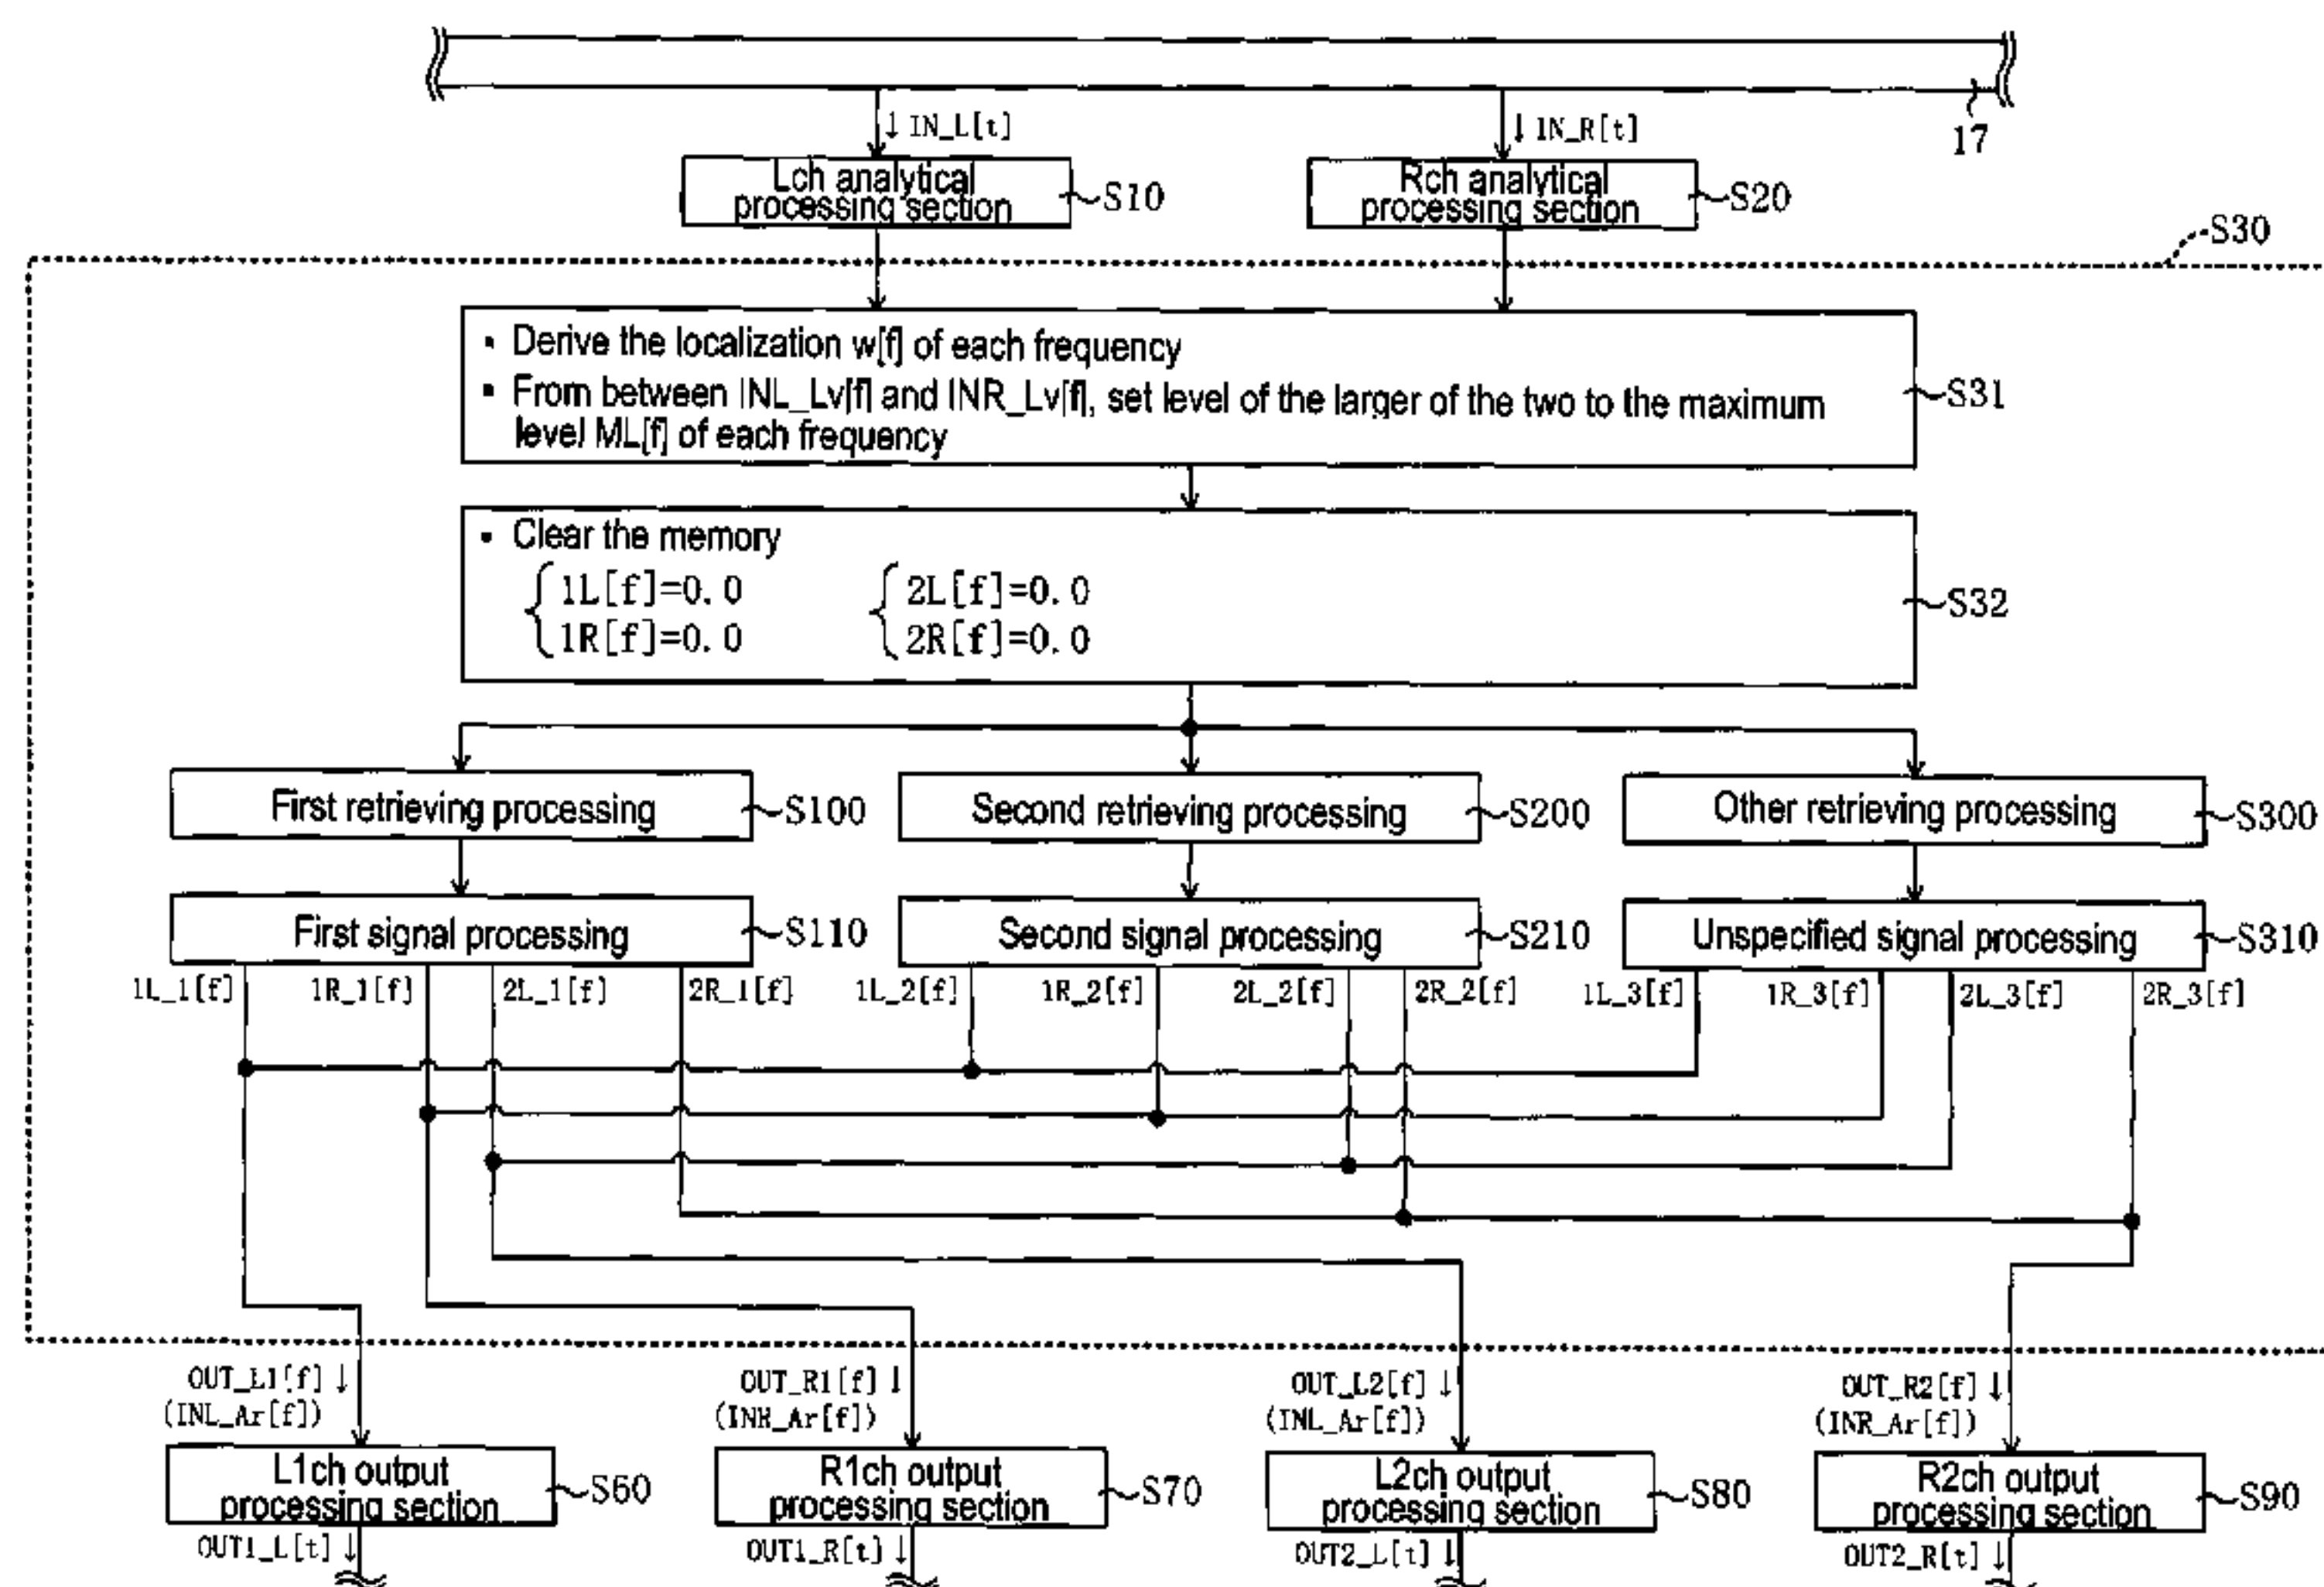 ↓ IN_L[t]
↓ IN_R[t]
17
Lch analytical
processing section
S10
Rch analytical
processing section
S20
S30
▪ Derive the localization w[f] of each frequency
▪ From between INL_Lv[f] and INR_Lv[f], set level of the larger of the two to the maximum
level ML[f] of each frequency
S31
• Clear the memory
1L[f]=0.0
1R[f]=0.0
2L[f]=0.0
2R[f]=0.0
S32
First retrieving processing
S100
Second retrieving processing
S200
Other retrieving processing
S300
First signal processing
S110
Second signal processing
S210
Unspecified signal processing
S310
1L_1[f]
1R_1[f]
2L_1[f]
2R_1[f]
1L_2[f]
1R_2[f]
2L_2[f]
2R_2[f]
1L_3[f]
1R_3[f]
2L_3[f]
2R_3[f]
OUT_L1[f] ↓
(INL_Ar[f])
OUT_R1[f] ↓
(INR_Ar[f])
OUT_L2[f] ↓
(INL_Ar[f])
OUT_R2[f] ↓
(INR_Ar[f])
L1ch output
processing section
S60
R1ch output
processing section
S70
L2ch output
processing section
S80
R2ch output
processing section
S90
OUT1_L[t] ↓
OUT1_R[t] ↓
OUT2_L[t] ↓
OUT2_R[t] ↓